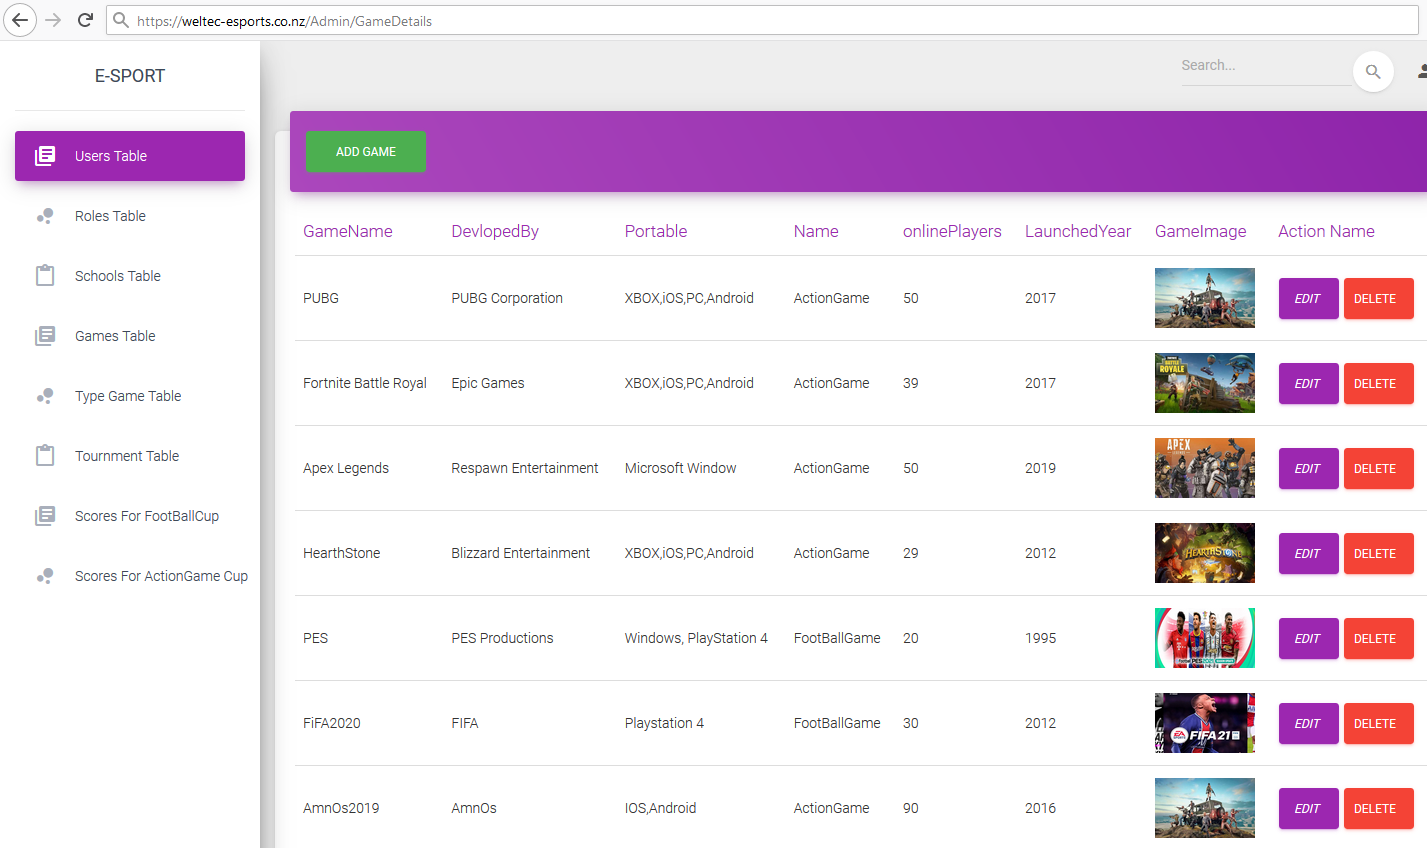 https://weltec-esports.co.nz/Admin/GameDetails
E-SPORT
Search...
Users Table
Roles Table
Schools Table
Games Table
Type Game Table
Tournment Table
Scores For FootBallCup
Scores For ActionGame Cup
ADD GAME
GameName DevlopedBy Portable Name onlinePlayers LaunchedYear GameImage Action Name
PUBG PUBG Corporation XBOX,iOS,PC,Android ActionGame 50 2017 EDIT DELETE
Fortnite Battle Royal Epic Games XBOX,iOS,PC,Android ActionGame 39 2017 BATTLE ROYALE EDIT DELETE
Apex Legends Respawn Entertainment Microsoft Window ActionGame 50 2019 APEX EDIT DELETE
HearthStone Blizzard Entertainment XBOX,iOS,PC,Android ActionGame 29 2012 HEARTHSTONE EDIT DELETE
PES PES Productions Windows, PlayStation 4 FootBallGame 20 1995 PES EDIT DELETE
FiFA2020 FIFA Playstation 4 FootBallGame 30 2012 EA SPORTS FIFA 21 EDIT DELETE
AmnOs2019 AmnOs IOS,Android ActionGame 90 2016 EDIT DELETE